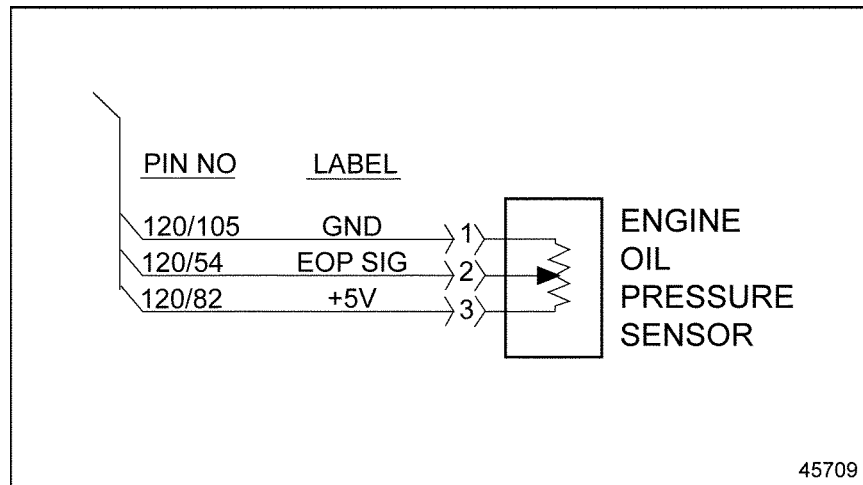 PIN NO LABEL
120/105 GND 1
120/54 EOP SIG 2
120/82 +5V 3
ENGINE
OIL
PRESSURE
SENSOR
45709